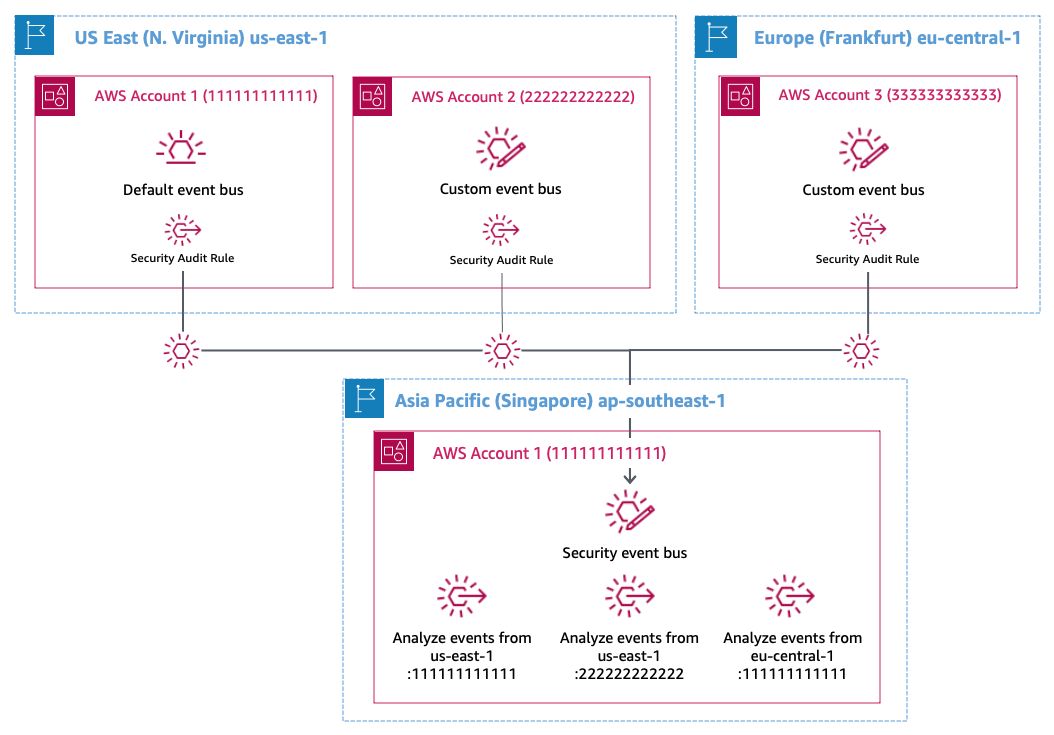 US East (N. Virginia) us-east-1
Europe (Frankfurt) eu-central-1
AWS Account 1 (111111111111)
AWS Account 2 (222222222222)
AWS Account 3 (333333333333)
Default event bus
Custom event bus
Custom event bus
Security Audit Rule
Security Audit Rule
Security Audit Rule
Asia Pacific (Singapore) ap-southeast-1
AWS Account 1 (111111111111)
Security event bus
Analyze events from
us-east-1
:111111111111
Analyze events from
us-east-1
:222222222222
Analyze events from
eu-central-1
:111111111111